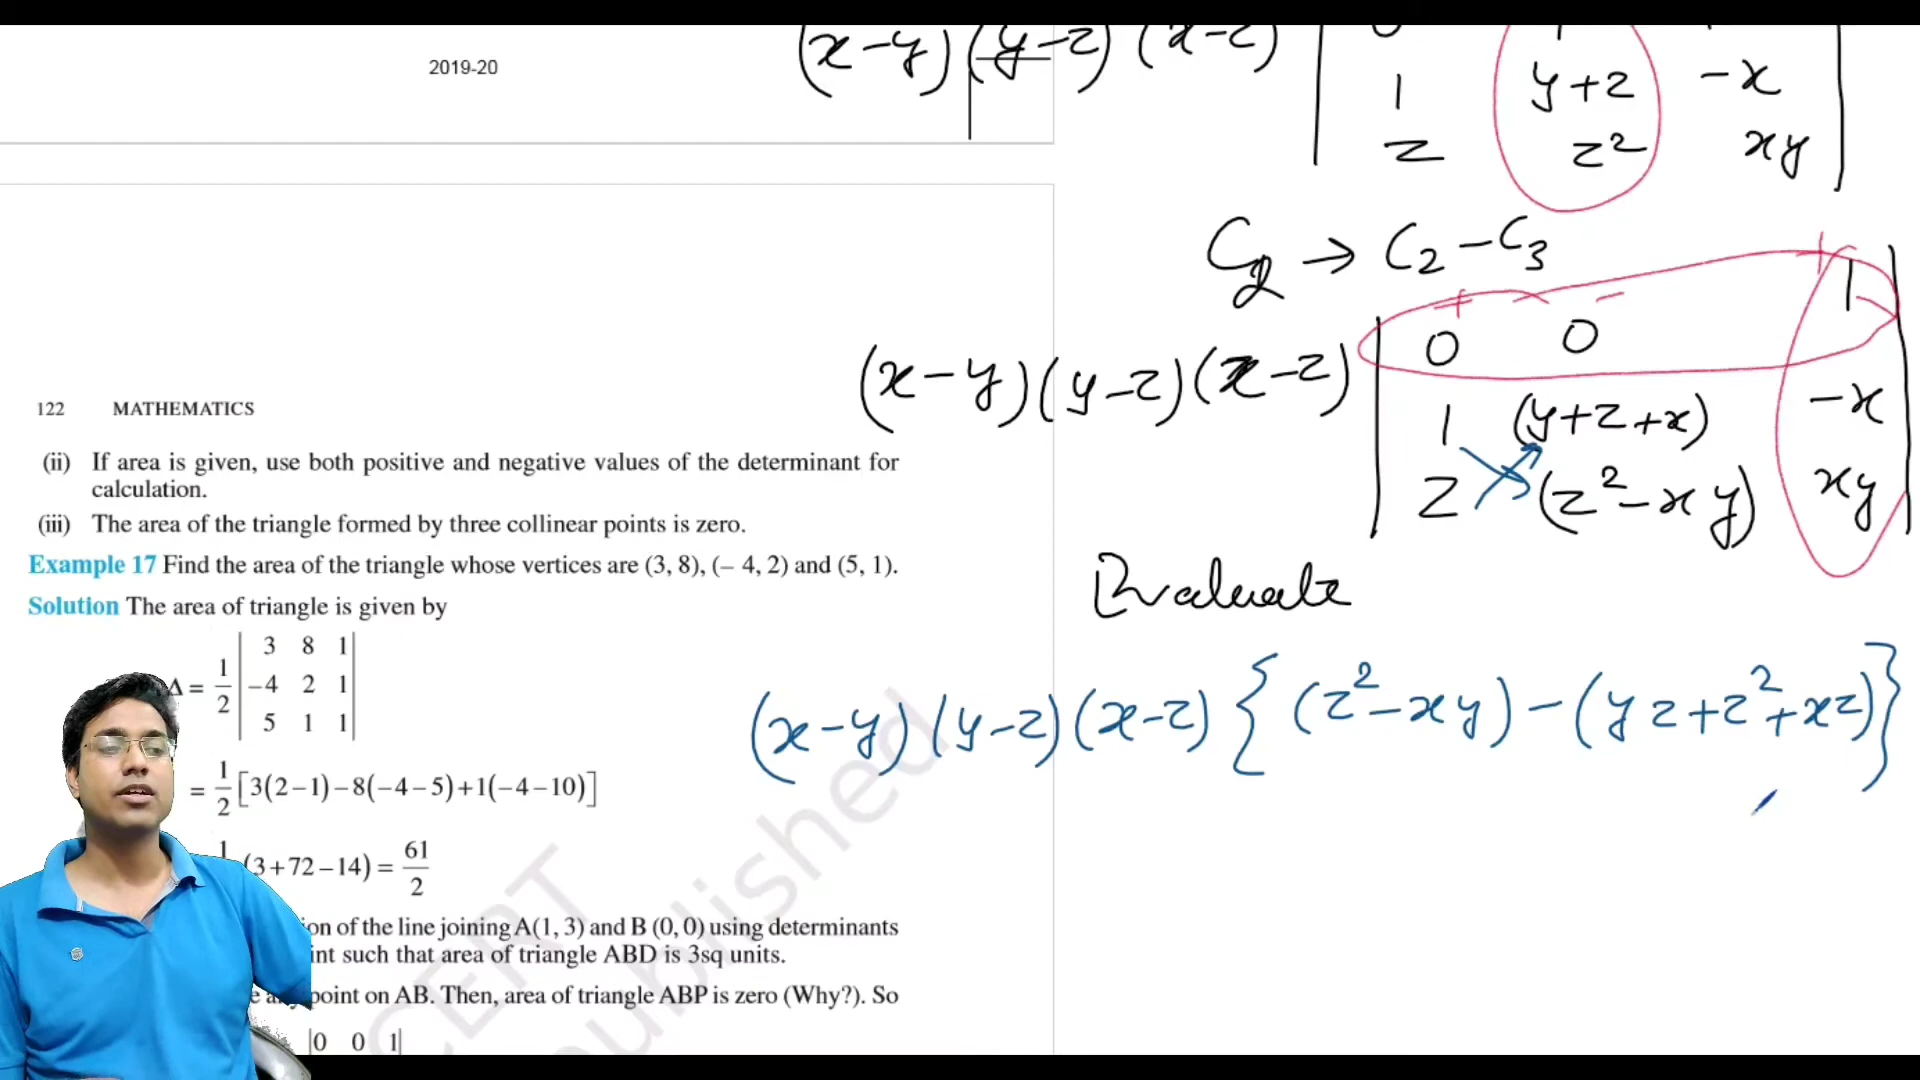 2019-20
122 MATHEMATICS
(ii) If area is given, use both positive and negative values of the determinant for
calculation.
(iii) The area of the triangle formed by three collinear points is zero.
Example 17 Find the area of the triangle whose vertices are (3, 8), (– 4, 2) and (5, 1).
Solution The area of triangle is given by
Δ = 1/2 | 3 8 1 |
| –4 2 1 |
| 5 1 1 |
= 1/2 [3(2–1)–8(–4–5)+1(–4–10)]
(3+72–14) = 61/2
on of the line joining A(1, 3) and B (0, 0) using determinants
int such that area of triangle ABD is 3sq units.
point on AB. Then, area of triangle ABP is zero (Why?). So
|0 0 1|
(x-y)(y-z)(x-z)
| 1 y+z -x |
| z z² xy |
C₂ → C₂ - C₃
(x-y)(y-z)(x-z) | 0 0 1 |
| 1 (y+z+x) -x |
| z (z²-xy) xy |
Evaluate
(x-y)(y-z)(x-z) { (z²-xy) - (yz+z²+xz) }
CERT
ublished